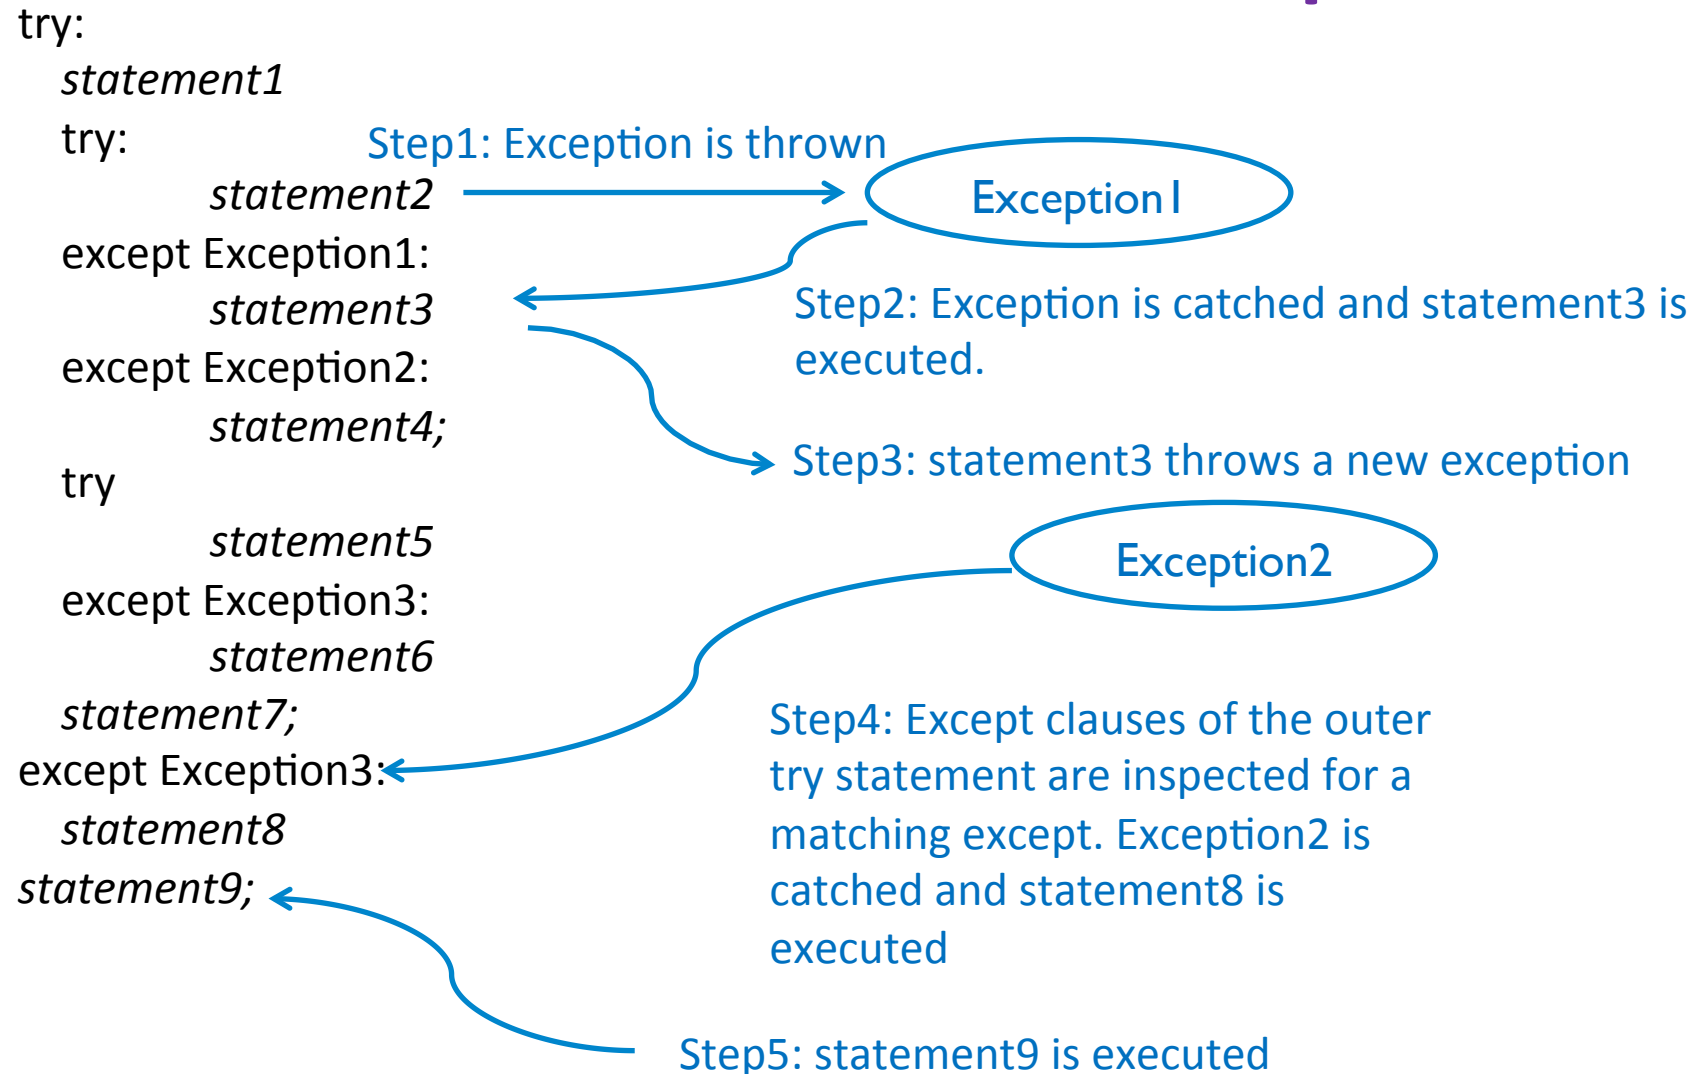 try:
statement1
try:
Step1: Exception is thrown
statement2
Exception1
except Exception1:
statement3
Step2: Exception is catched and statement3 is
executed.
except Exception2:
statement4;
Step3: statement3 throws a new exception
try
statement5
Exception2
except Exception3:
statement6
statement7;
Step4: Except clauses of the outer
try statement are inspected for a
matching except. Exception2 is
catched and statement8 is
executed
except Exception3:
statement8
statement9;
Step5: statement9 is executed